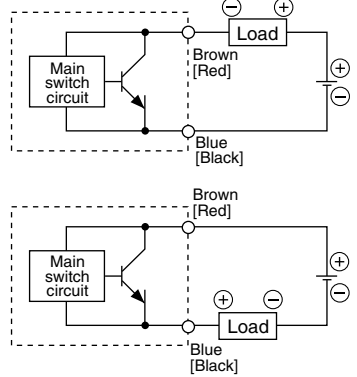 ⊖ ⊕
Load
Brown
[Red]
Main
switch
circuit
⊕
⊖
Blue
[Black]
Brown
[Red]
Main
switch
circuit
⊕
⊖
⊕ ⊖
Load
Blue
[Black]